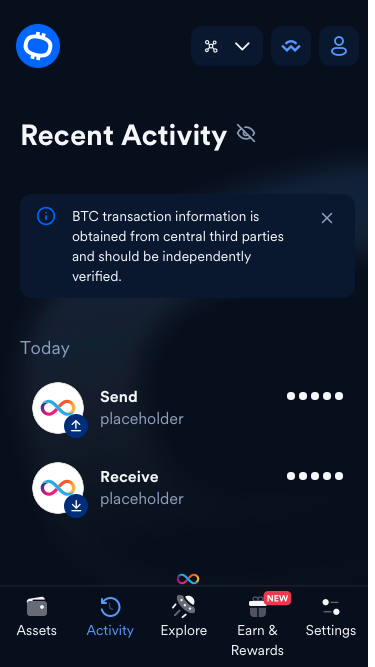 Recent Activity
BTC transaction information is
obtained from central third parties
and should be independently
verified.
Today
Send
placeholder
Receive
placeholder
NEW
Assets
Activity
Explore
Earn &
Rewards
Settings